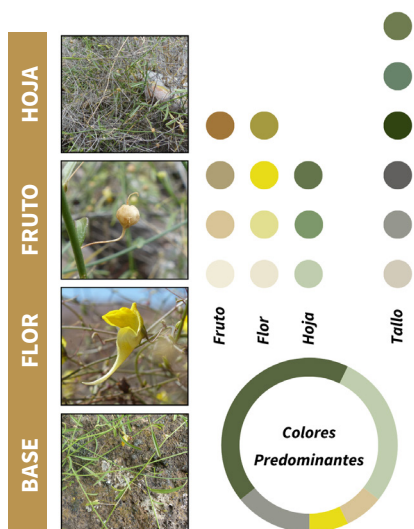 HOJA
FRUTO
FLOR
BASE
Fruto
Flor
Hoja
Tallo
Colores
Predominantes